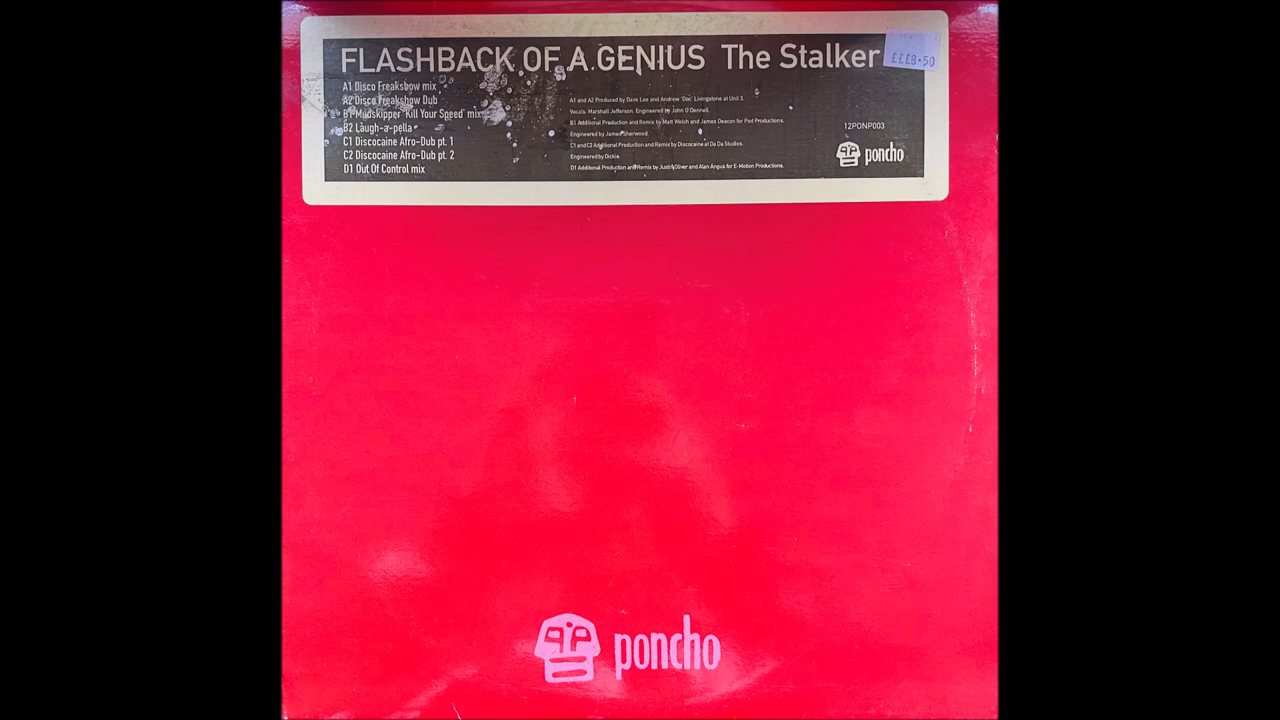 FLASHBACK OF A GENIUS The Stalker
£££8·50
A1 Disco Freakshow mix
A2 Disco Freakshow Dub
B1 Mudskipper 'Kill Your Speed' mix
B2 Laugh-a-pella
C1 Discocaine Afro-Dub pt. 1
C2 Discocaine Afro-Dub pt. 2
D1 Out Of Control mix
A1 and A2 Produced by Dave Lee and Andrew 'Doc' Livingstone at Unit 3.
Vocals: Marshall Jefferson. Engineered by John O'Donnell.
B1 Additional Production and Remix by Matt Welch and James Deacon for Pod Productions.
Engineered by James Sherwood.
C1 and C2 Additional Production and Remix by Discocaine at Da Da Studios.
Engineered by Dickie.
D1 Additional Production and Remix by Justin Oliver and Alan Angus for E-Motion Productions.
12PONP003
poncho
poncho